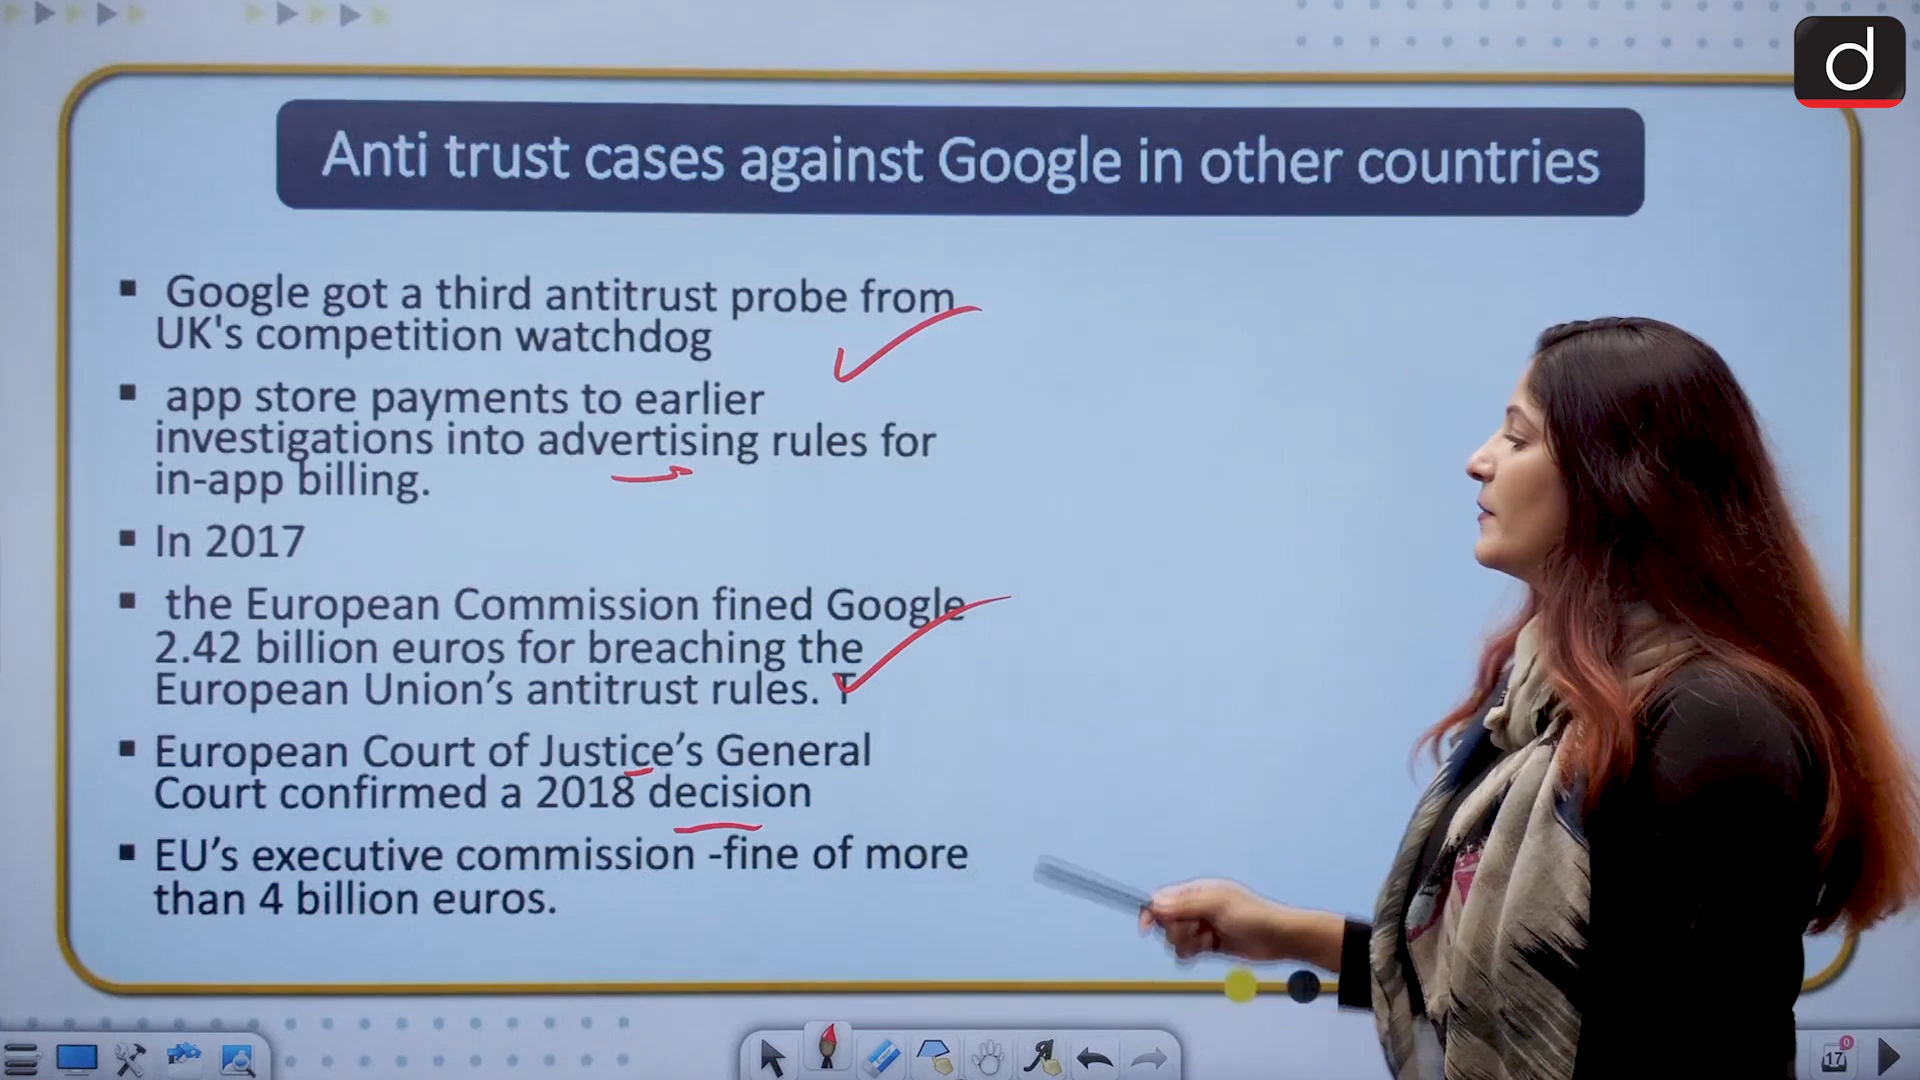 d
Anti trust cases against Google in other countries
▪ Google got a third antitrust probe from
UK's competition watchdog
▪ app store payments to earlier
investigations into advertising rules for
in-app billing.
▪ In 2017
▪ the European Commission fined Google
2.42 billion euros for breaching the
European Union’s antitrust rules. T
▪ European Court of Justice’s General
Court confirmed a 2018 decision
▪ EU’s executive commission -fine of more
than 4 billion euros.
0
17